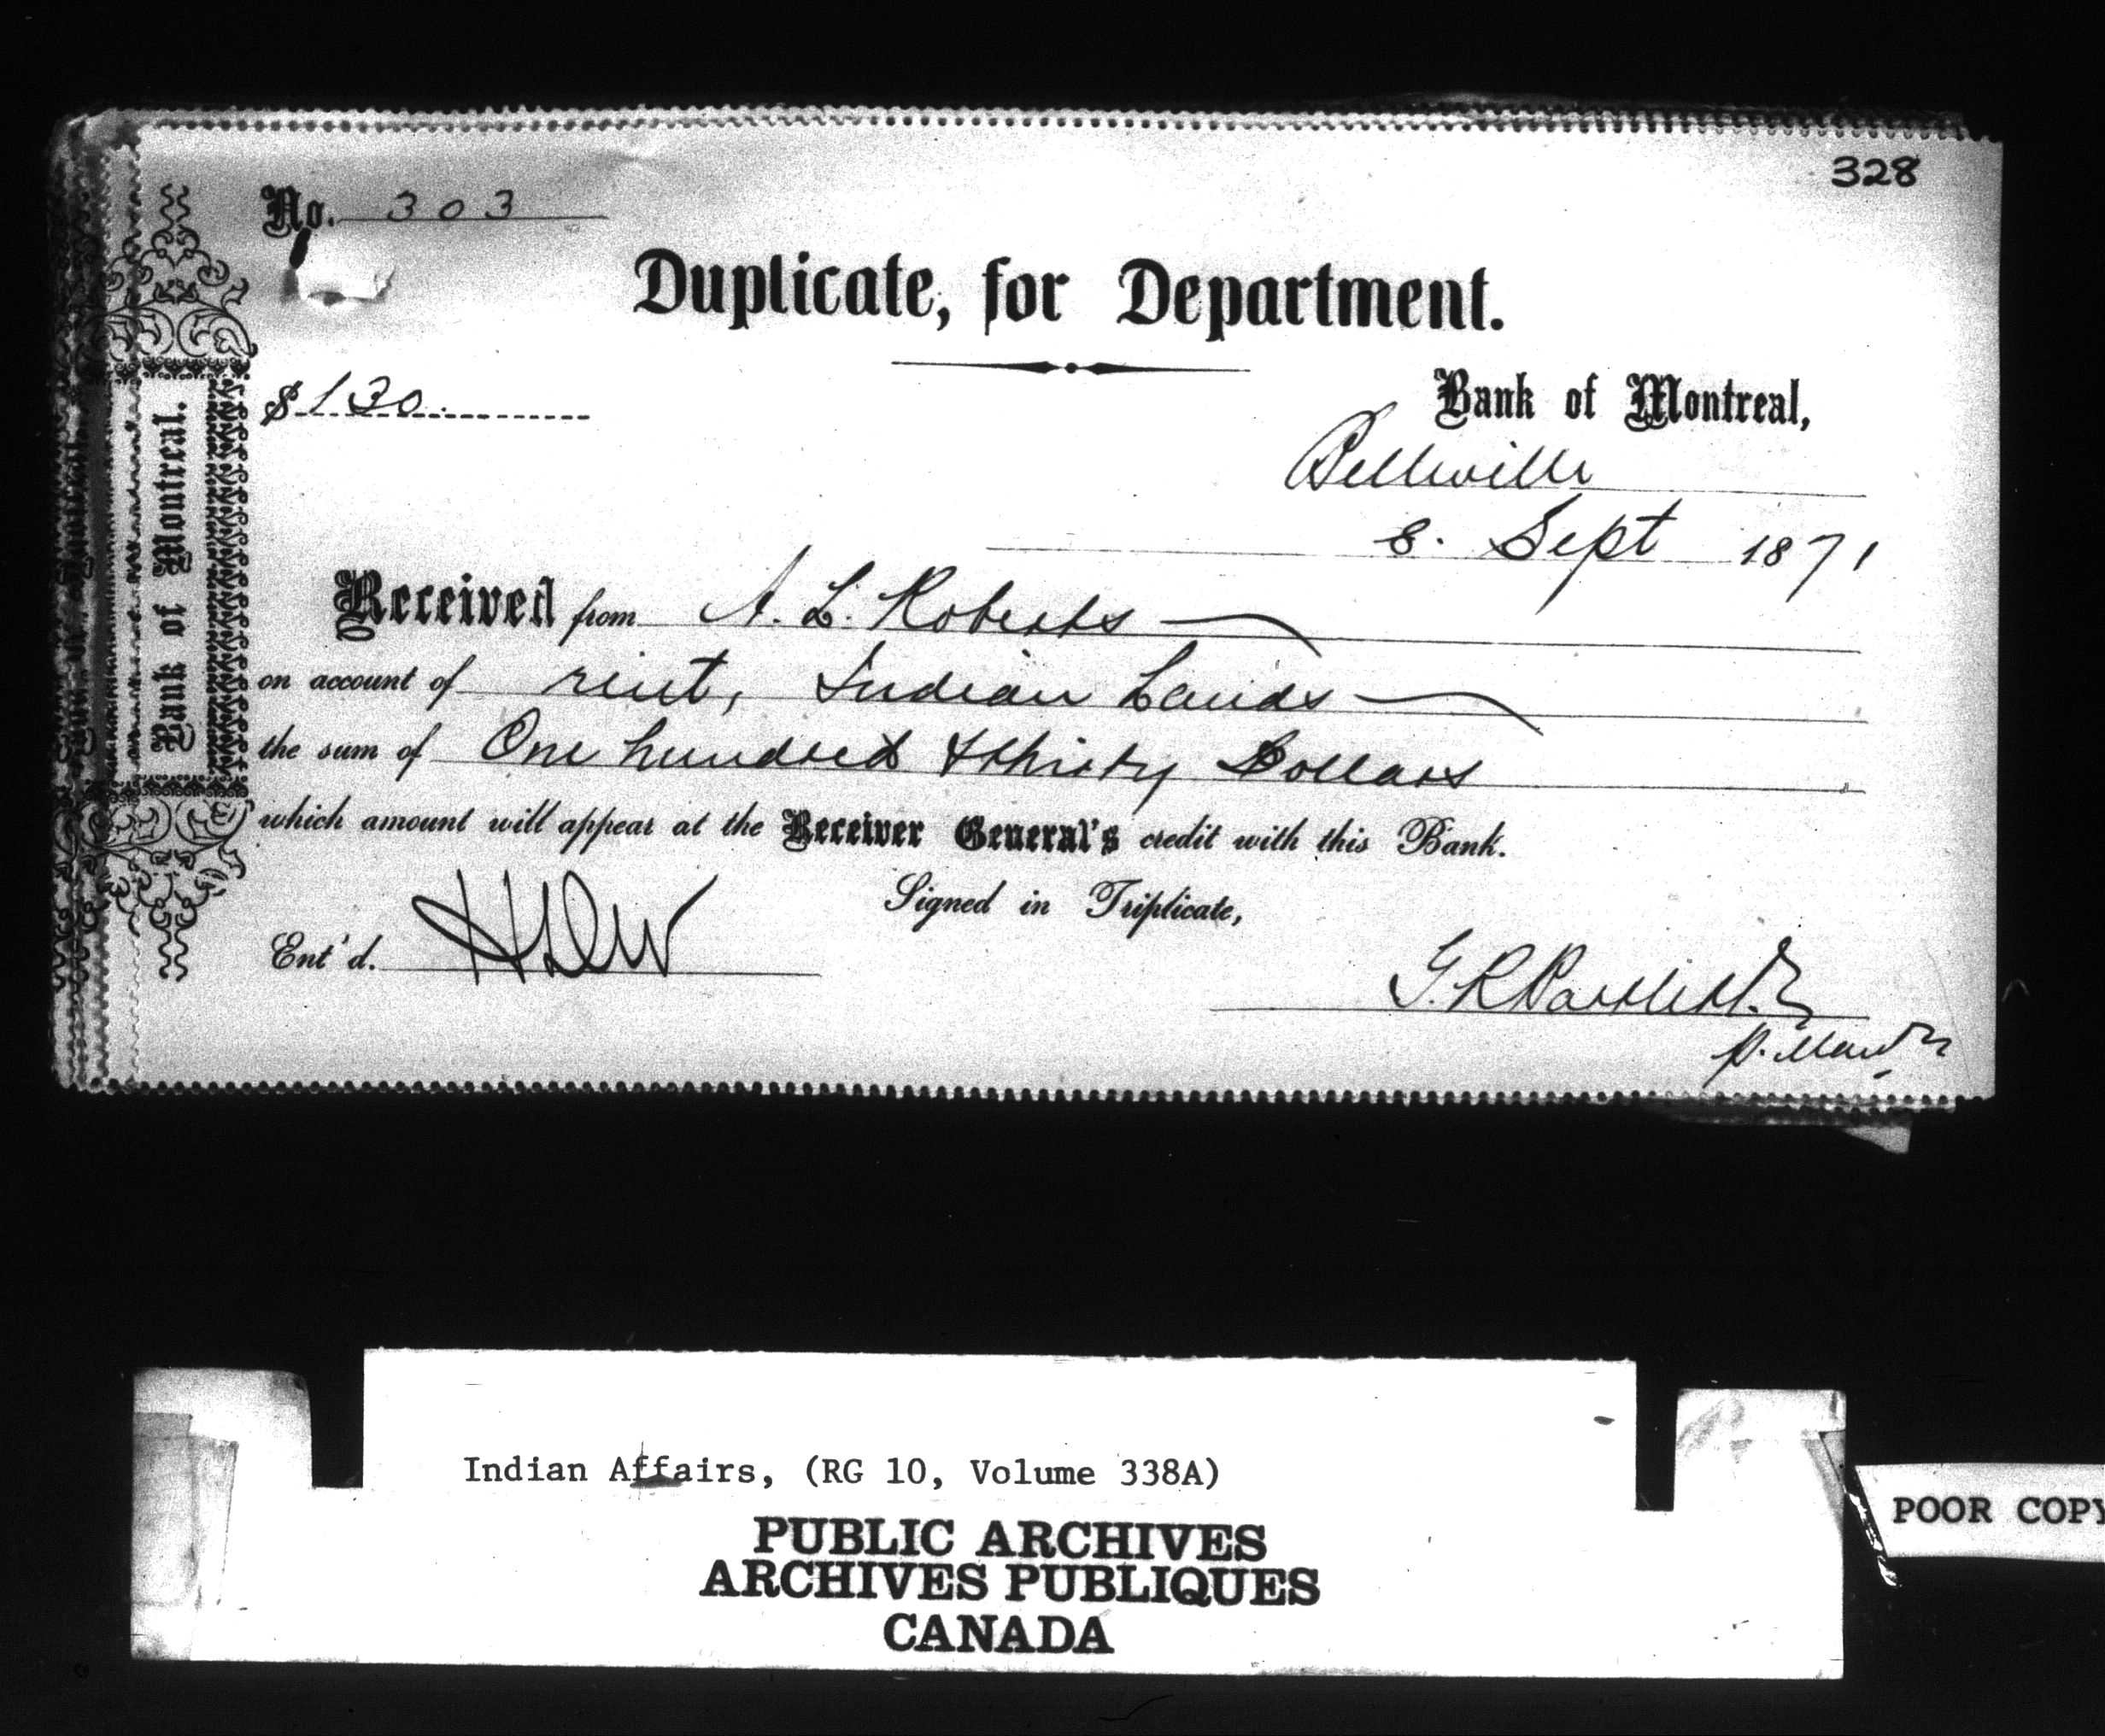 328
No. 303
Duplicate, for Department.
$130.
Bank of Montreal,
Belleville
8. Sept 1871
Received from A. L. Roberts
on account of rent, Indian Lands
the sum of One hundred & thirty Dollars
which amount will appear at the Receiver General's credit with this Bank.
Signed in Triplicate,
Ent'd. HLDW
G. R. Bartlett.
p. Man
Bank of Montreal.
Indian Affairs, (RG 10, Volume 338A)
PUBLIC ARCHIVES
ARCHIVES PUBLIQUES
CANADA
POOR COPY